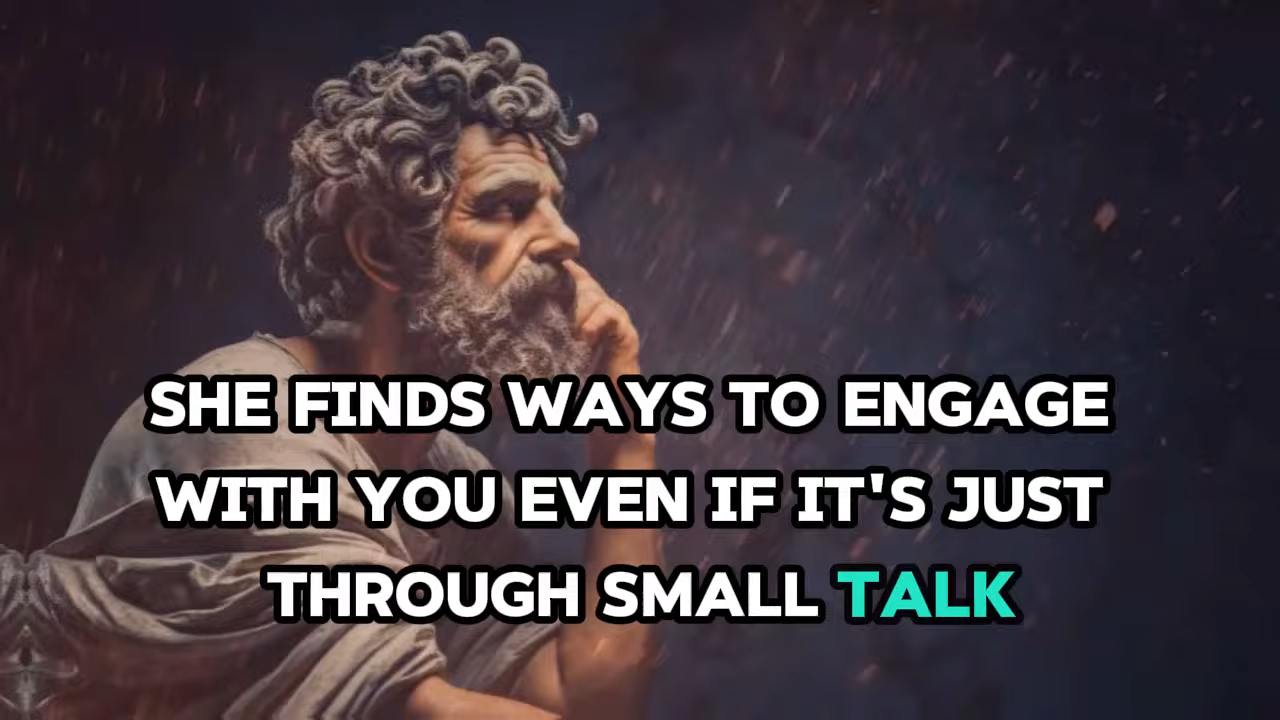 SHE FINDS WAYS TO ENGAGE
WITH YOU EVEN IF IT'S JUST
THROUGH SMALL TALK